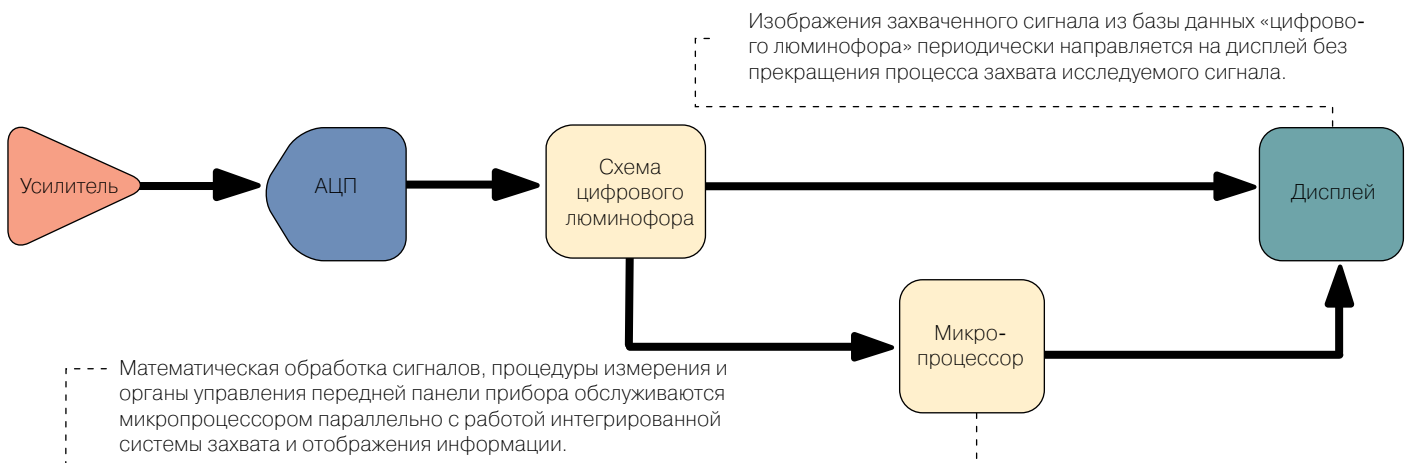 Изображения захваченного сигнала из базы данных «цифрово-
го люминофора» периодически направляется на дисплей без
прекращения процесса захвата исследуемого сигнала.
Усилитель
АЦП
Схема
цифрового
люминофора
Дисплей
Микро-
процессор
Математическая обработка сигналов, процедуры измерения и
органы управления передней панели прибора обслуживаются
микропроцессором параллельно с работой интегрированной
системы захвата и отображения информации.